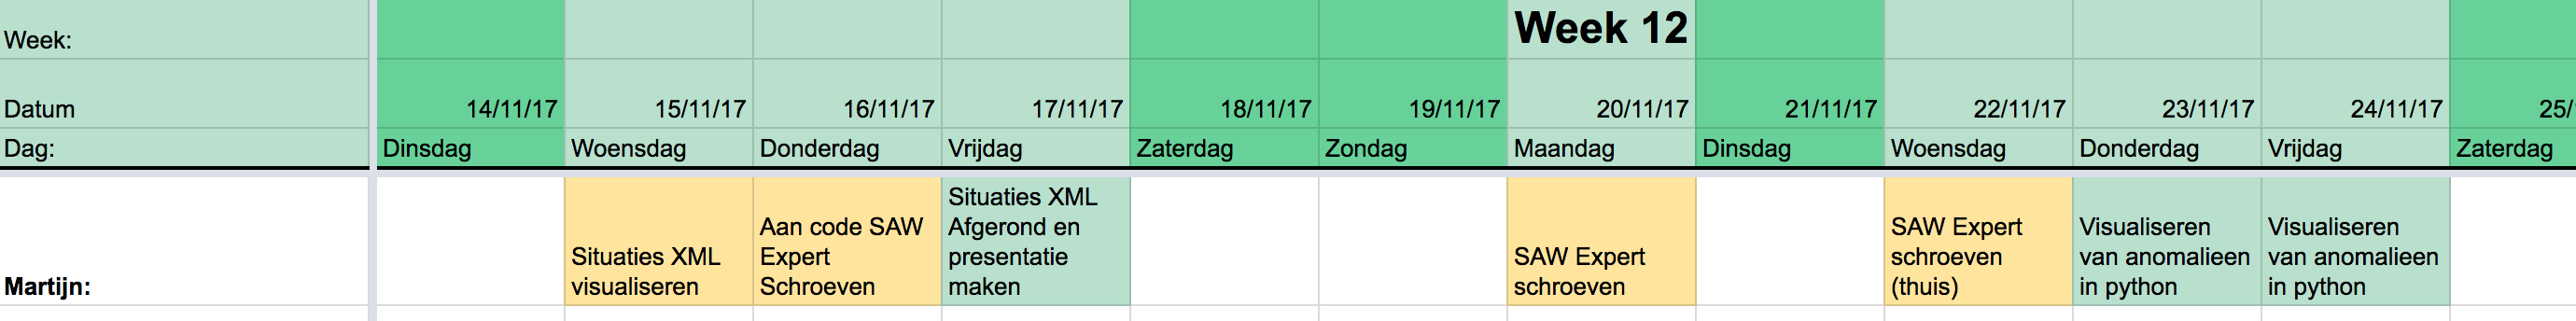 Week: Week 12
Datum 14/11/17 15/11/17 16/11/17 17/11/17 18/11/17 19/11/17 20/11/17 21/11/17 22/11/17 23/11/17 24/11/17 25/
Dag: Dinsdag Woensdag Donderdag Vrijdag Zaterdag Zondag Maandag Dinsdag Woensdag Donderdag Vrijdag Zaterdag
Martijn:
Situaties XML
visualiseren
Aan code SAW
Expert
Schroeven
Situaties XML
Afgerond en
presentatie
maken
SAW Expert
schroeven
SAW Expert
schroeven
(thuis)
Visualiseren
van anomalieen
in python
Visualiseren
van anomalieen
in python